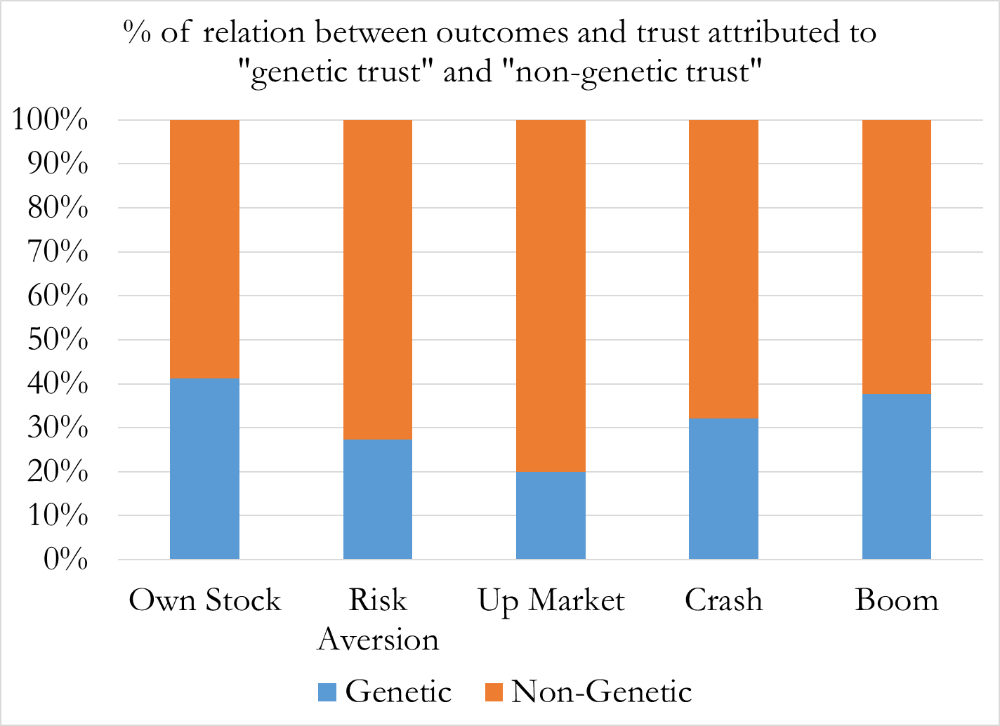 % of relation between outcomes and trust attributed to
"genetic trust" and "non-genetic trust"
100%
90%
80%
70%
60%
50%
40%
30%
20%
10%
0%
Own Stock
Risk
Aversion
Up Market
Crash
Boom
Genetic
Non-Genetic